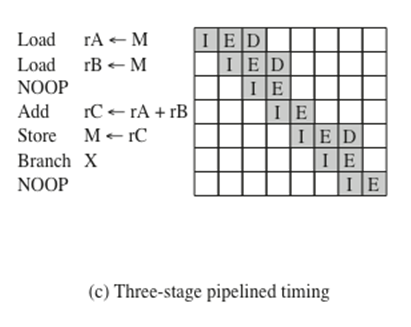 Load rA ← M I E D
Load rB ← M I E D
NOOP I E
Add rC ← rA + rB I E
Store M ← rC I E D
Branch X I E
NOOP I E
(c) Three-stage pipelined timing